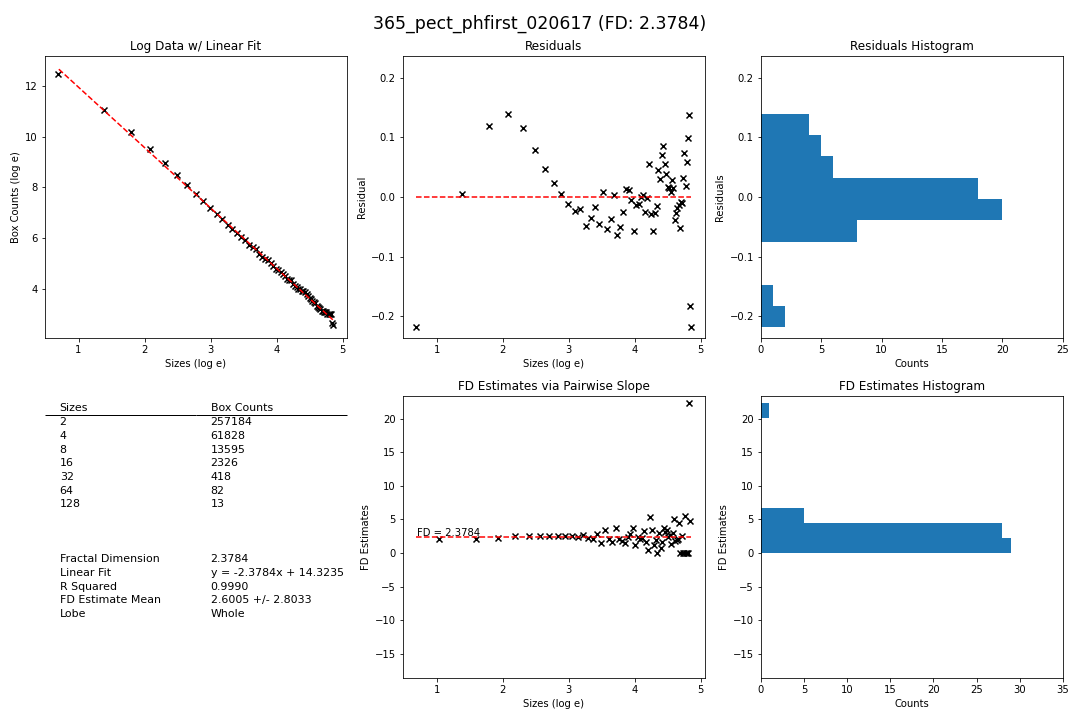 365_pect_phfirst_020617 (FD: 2.3784)
Log Data w/ Linear Fit
Box Counts (log e)
12
10
8
6
4
1 2 3 4 5
Sizes (log e)
Residuals
Residual
0.2
0.1
0.0
−0.1
−0.2
1 2 3 4 5
Sizes (log e)
Residuals Histogram
Residuals
0.2
0.1
0.0
−0.1
−0.2
0 5 10 15 20 25
Counts
Sizes Box Counts
2 257184
4 61828
8 13595
16 2326
32 418
64 82
128 13
Fractal Dimension 2.3784
Linear Fit y = -2.3784x + 14.3235
R Squared 0.9990
FD Estimate Mean 2.6005 +/- 2.8033
Lobe Whole
FD Estimates via Pairwise Slope
FD Estimates
20
15
10
5
0
−5
−10
−15
FD = 2.3784
1 2 3 4 5
Sizes (log e)
FD Estimates Histogram
FD Estimates
20
15
10
5
0
−5
−10
−15
0 5 10 15 20 25 30 35
Counts